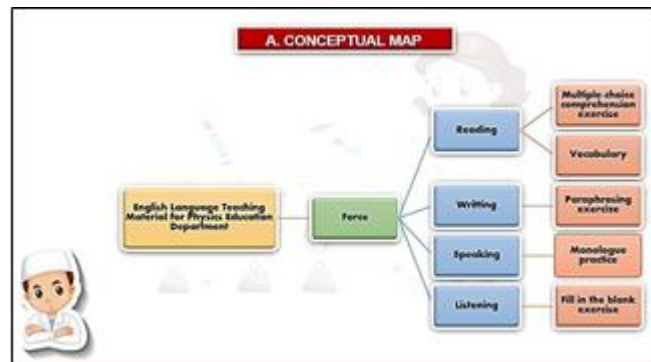 A. CONCEPTUAL MAP
Multiple choice
comprehension
exercise
Reading
Vocabulary
English Language Teaching
Material for Physics Education
Department
Force
Writting
Paraphrasing
exercise
Speaking
Monologue
practice
Listening
Fill in the blank
exercise